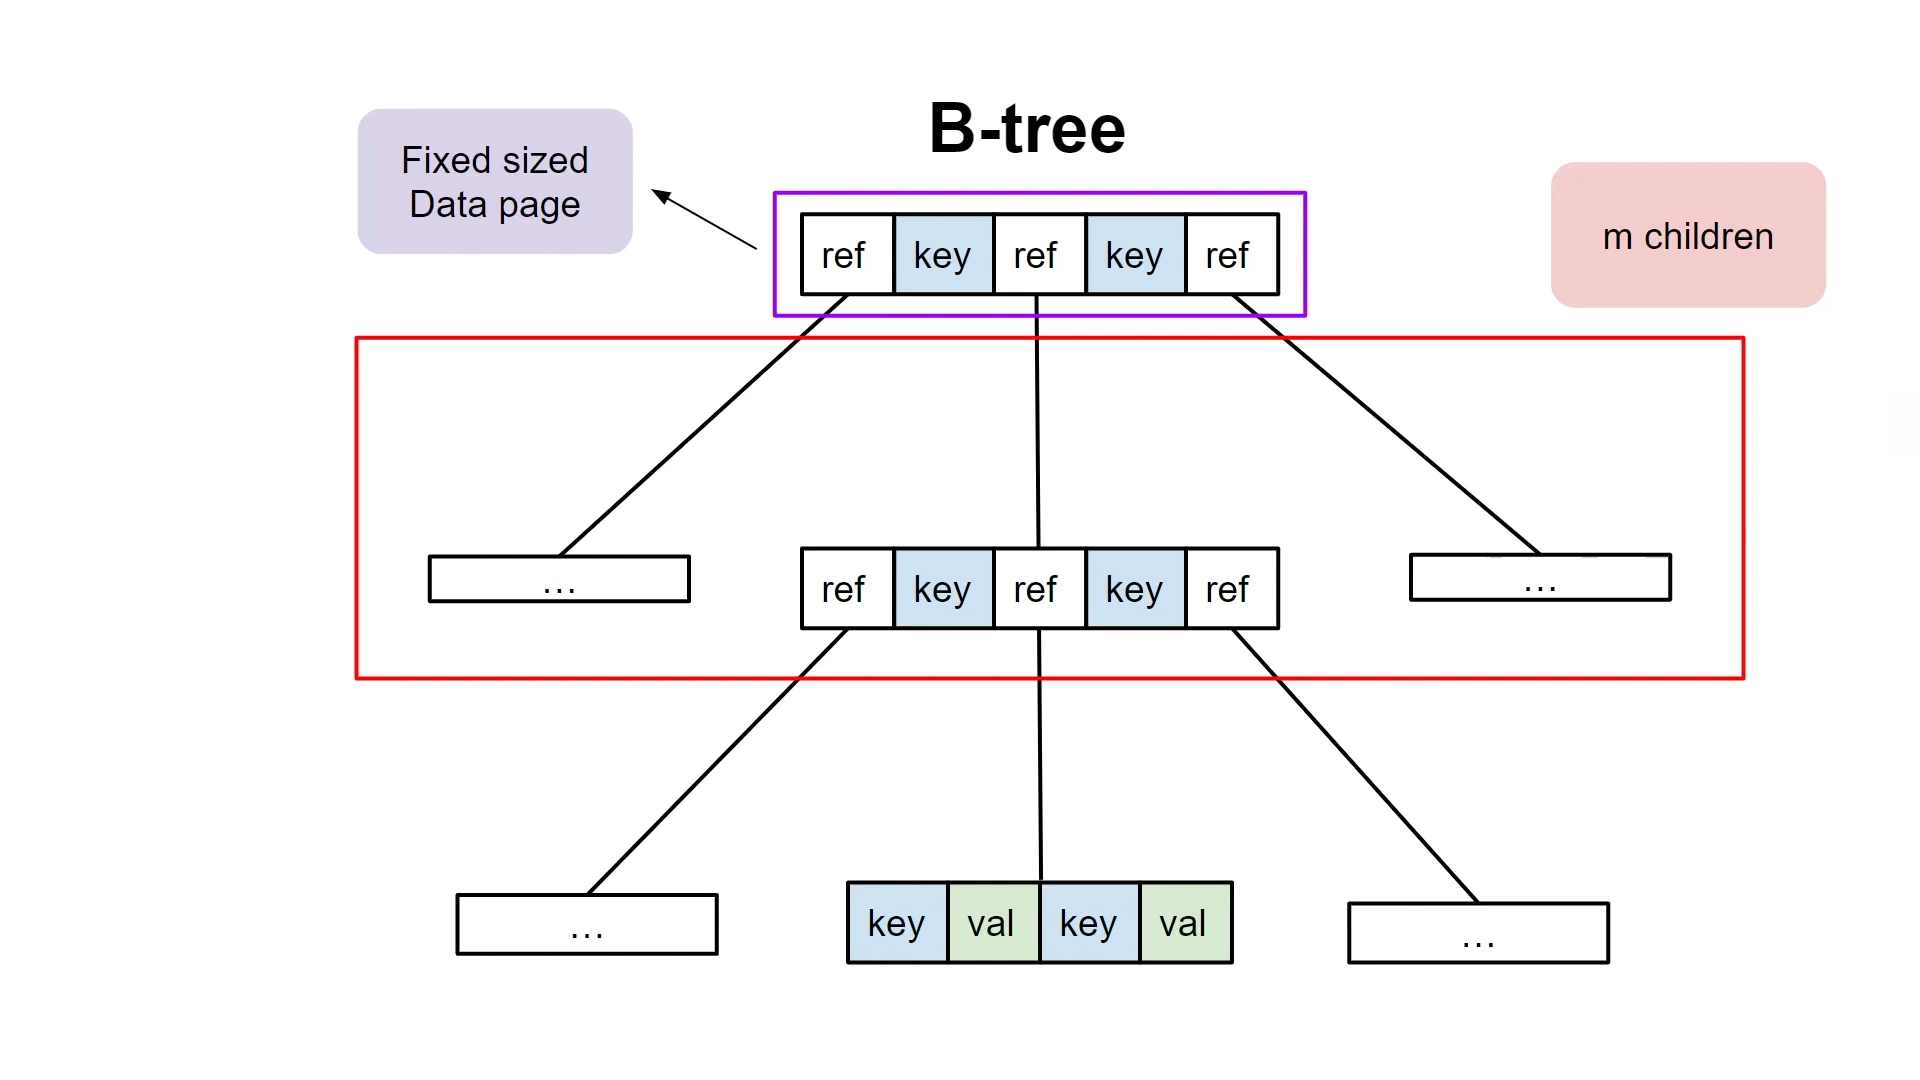 B-tree
Fixed sized
Data page
m children
ref key ref key ref
... ref key ref key ref ...
... key val key val ...